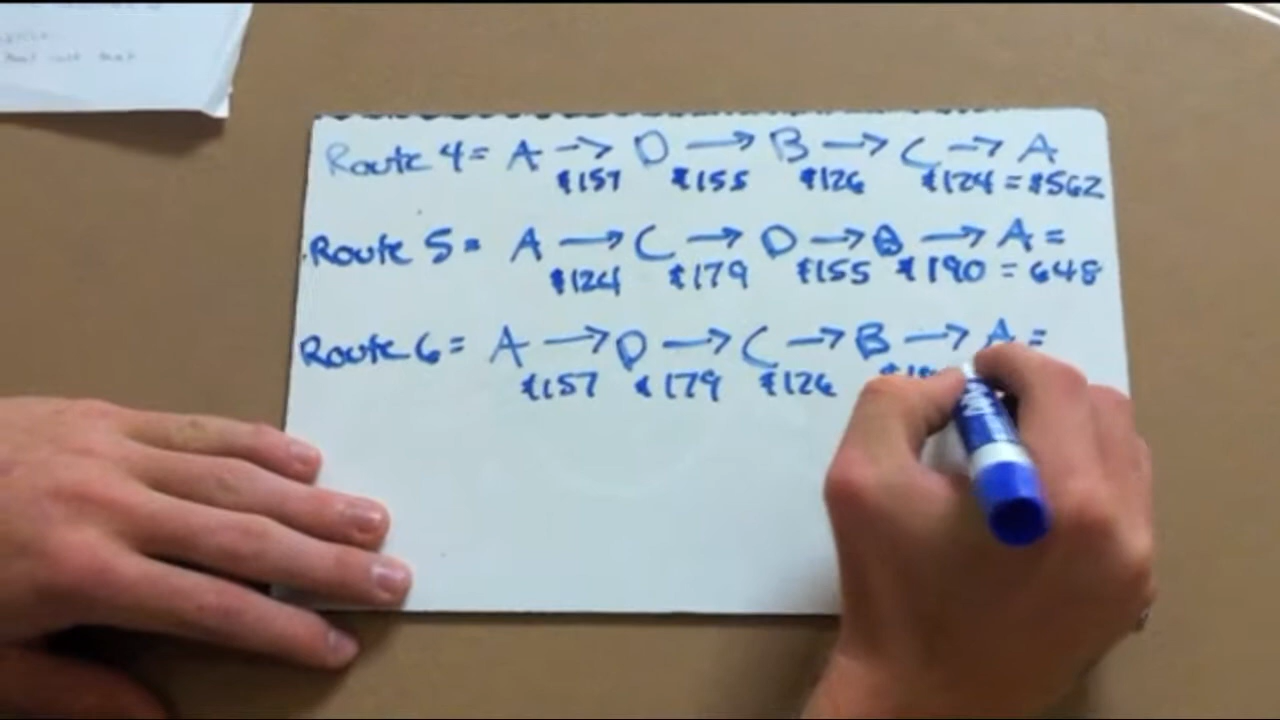 Route 4 = A → D → B → C → A
$157 $155 $126 $124 = $562
Route 5 = A → C → D → B → A =
$124 $179 $155 $190 = 648
Route 6 = A → D → C → B → A =
$157 $179 $126